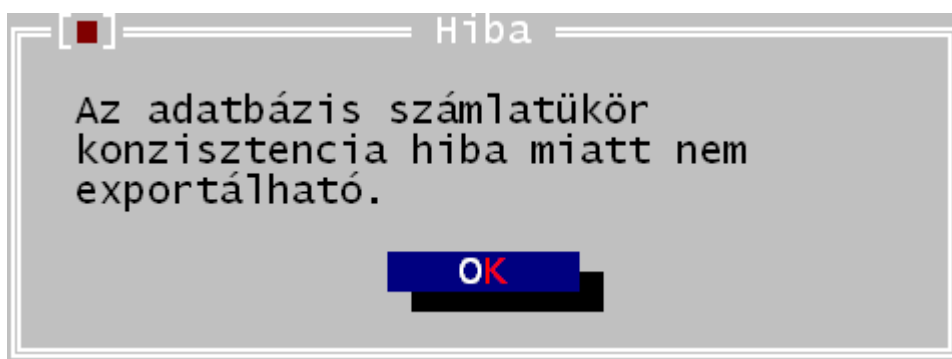 Hiba
Az adatbázis számlatükör
konzisztencia hiba miatt nem
exportálható.
OK